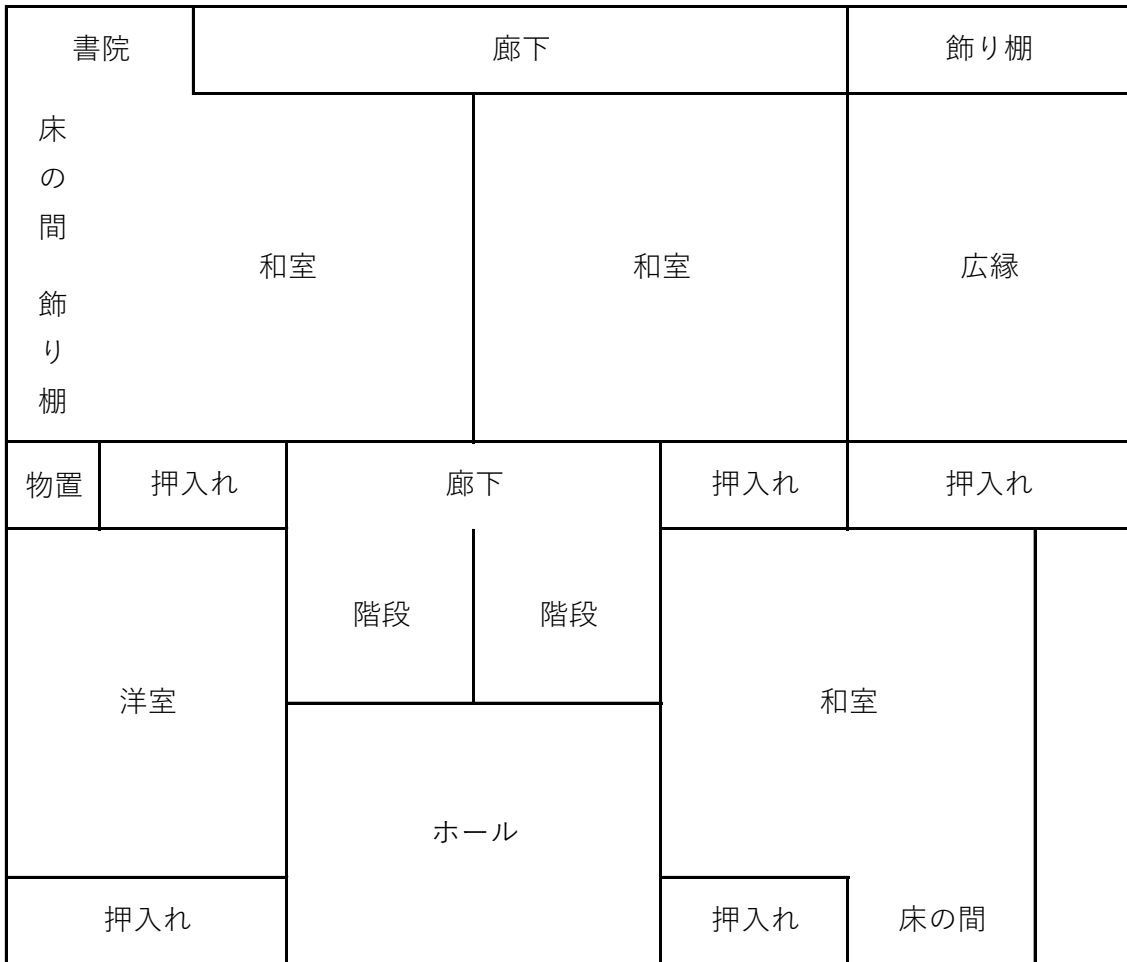 書院
廊下
飾り棚
床の間
飾り棚
和室
和室
広縁
物置
押入れ
廊下
押入れ
押入れ
階段
階段
洋室
和室
ホール
押入れ
押入れ
床の間